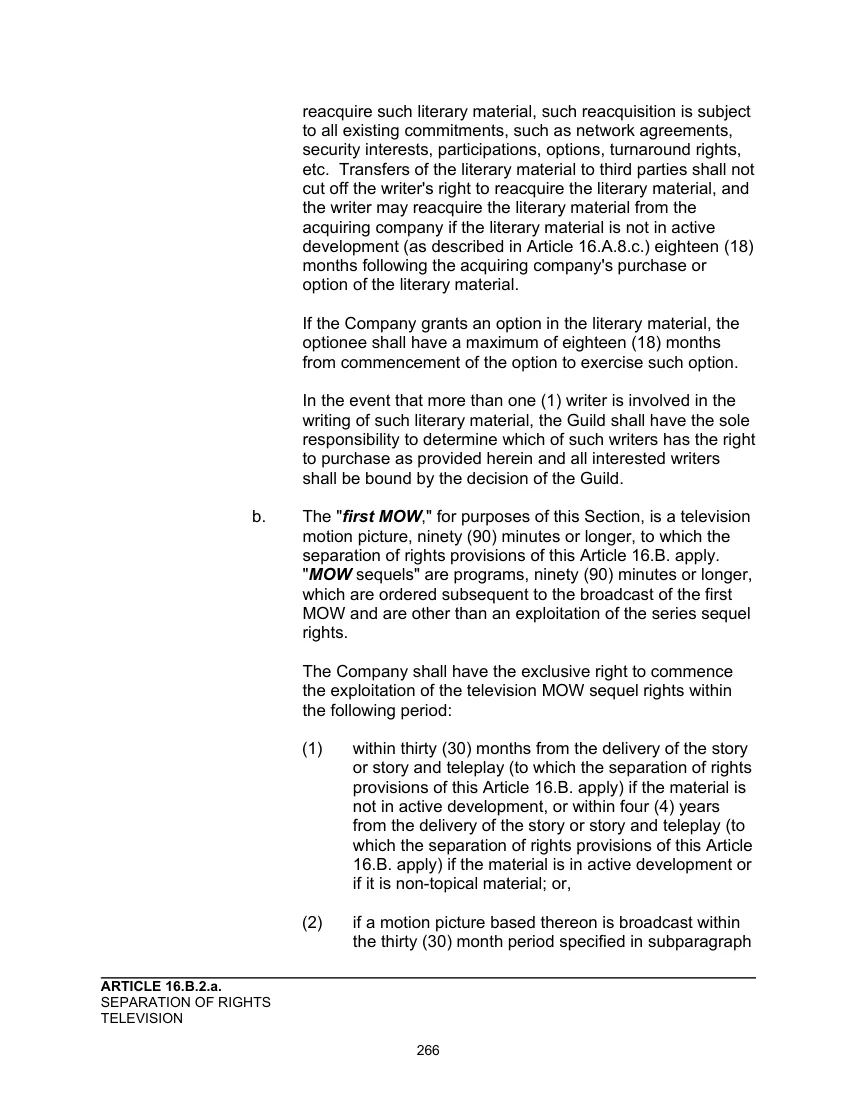 reacquire such literary material, such reacquisition is subject
to all existing commitments, such as network agreements,
security interests, participations, options, turnaround rights,
etc.  Transfers of the literary material to third parties shall not
cut off the writer's right to reacquire the literary material, and
the writer may reacquire the literary material from the
acquiring company if the literary material is not in active
development (as described in Article 16.A.8.c.) eighteen (18)
months following the acquiring company's purchase or
option of the literary material.
If the Company grants an option in the literary material, the
optionee shall have a maximum of eighteen (18) months
from commencement of the option to exercise such option.
In the event that more than one (1) writer is involved in the
writing of such literary material, the Guild shall have the sole
responsibility to determine which of such writers has the right
to purchase as provided herein and all interested writers
shall be bound by the decision of the Guild.
b. The "first MOW," for purposes of this Section, is a television
motion picture, ninety (90) minutes or longer, to which the
separation of rights provisions of this Article 16.B. apply.
"MOW sequels" are programs, ninety (90) minutes or longer,
which are ordered subsequent to the broadcast of the first
MOW and are other than an exploitation of the series sequel
rights.
The Company shall have the exclusive right to commence
the exploitation of the television MOW sequel rights within
the following period:
(1) within thirty (30) months from the delivery of the story
or story and teleplay (to which the separation of rights
provisions of this Article 16.B. apply) if the material is
not in active development, or within four (4) years
from the delivery of the story or story and teleplay (to
which the separation of rights provisions of this Article
16.B. apply) if the material is in active development or
if it is non-topical material; or,
(2) if a motion picture based thereon is broadcast within
the thirty (30) month period specified in subparagraph
ARTICLE 16.B.2.a.
SEPARATION OF RIGHTS
TELEVISION
266